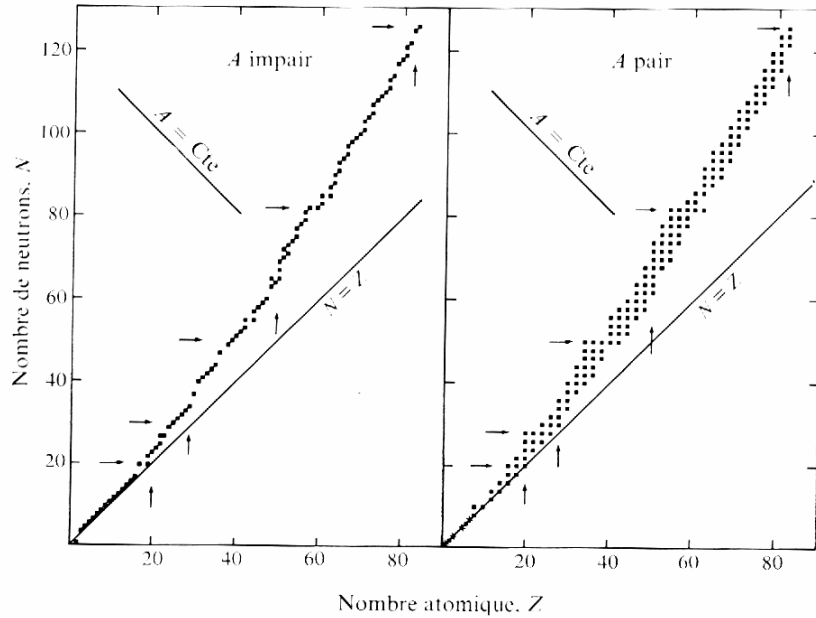 A impair
A pair
A = Cte
A = Cte
N = Z
N = Z
Nombre de neutrons, N
120
100
80
60
40
20
20
40
60
80
20
40
60
80
Nombre atomique, Z